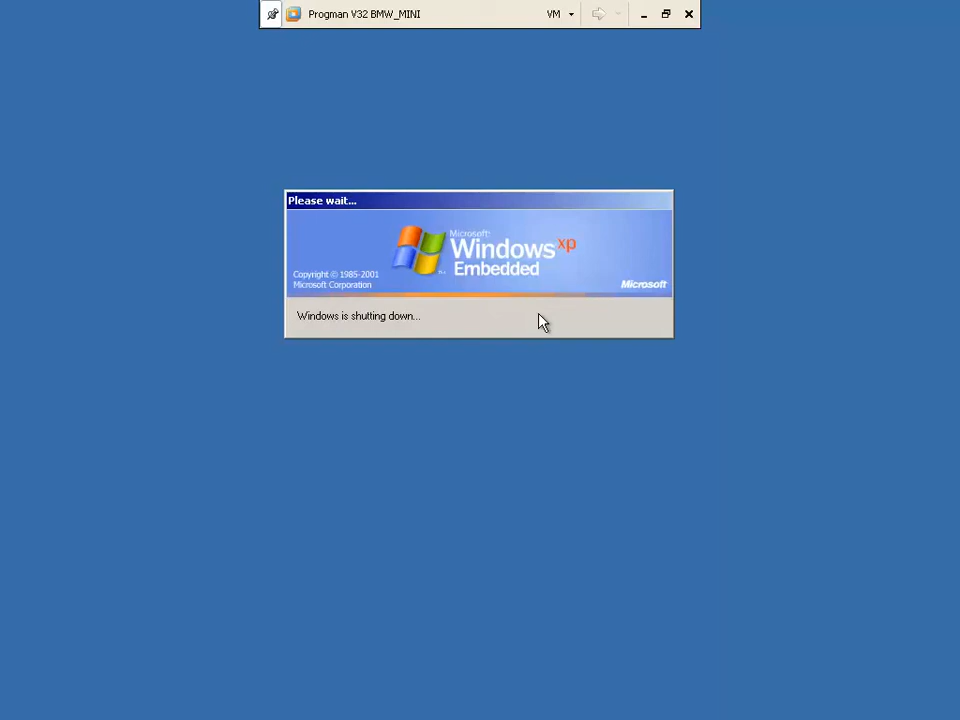 Progman V32 BMW_MINI
VM
Please wait...
Microsoft
Windows xp
Embedded
Copyright © 1985-2001
Microsoft Corporation
Microsoft
Windows is shutting down...